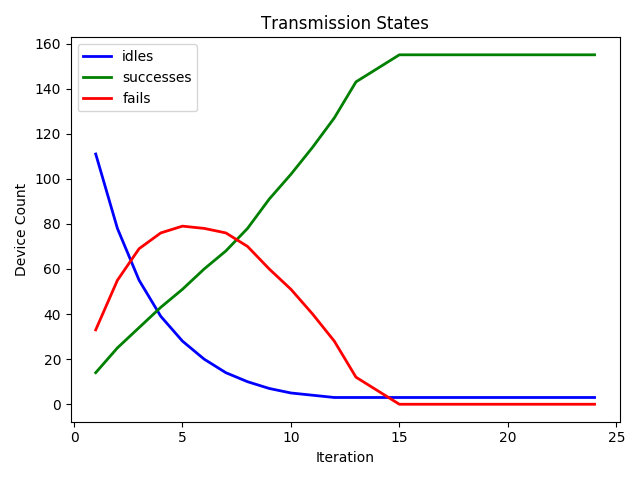 Transmission States
idles
successes
fails
Device Count
160
140
120
100
80
60
40
20
0
0 5 10 15 20 25
Iteration